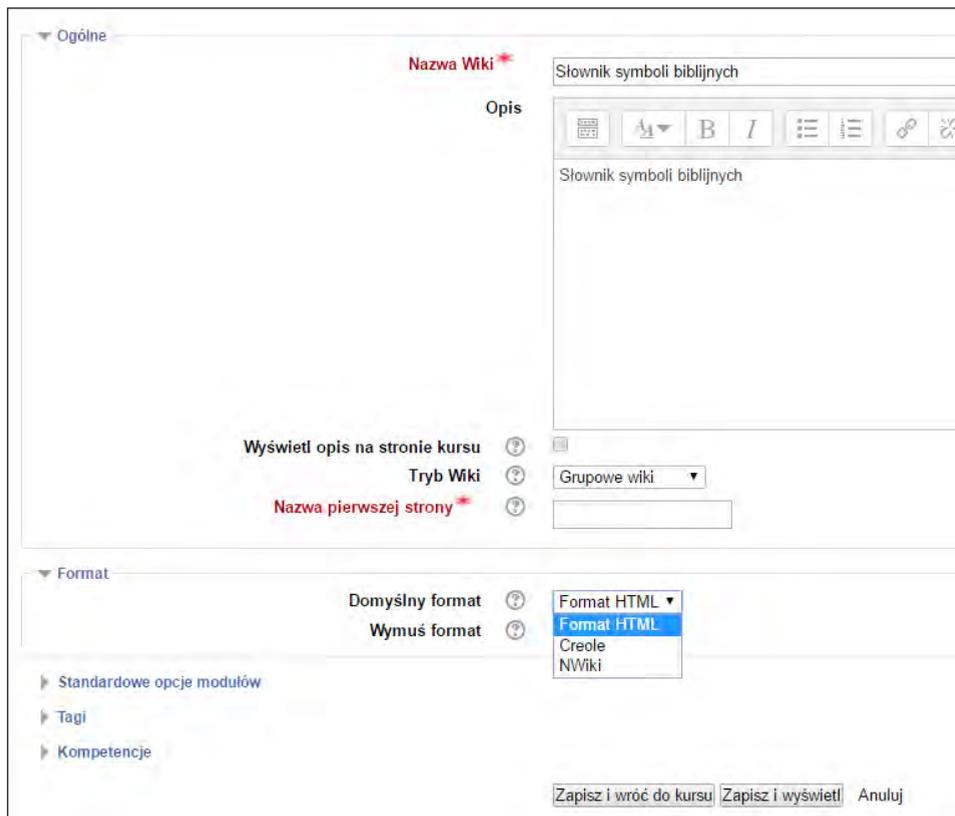 Ogólne
Nazwa Wiki*
Słownik symboli biblijnych
Opis
B I
Słownik symboli biblijnych
Wyświetl opis na stronie kursu
Tryb Wiki
Grupowe wiki
Nazwa pierwszej strony*
Format
Domyślny format
Format HTML
Wymuś format
Format HTML
Creole
NWiki
Standardowe opcje modułów
Tagi
Kompetencje
Zapisz i wróć do kursu Zapisz i wyświetl Anuluj